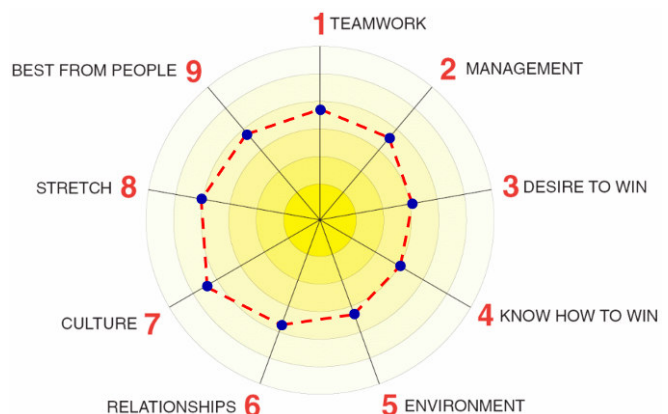 1 TEAMWORK
2 MANAGEMENT
3 DESIRE TO WIN
4 KNOW HOW TO WIN
5 ENVIRONMENT
RELATIONSHIPS 6
CULTURE 7
STRETCH 8
BEST FROM PEOPLE 9